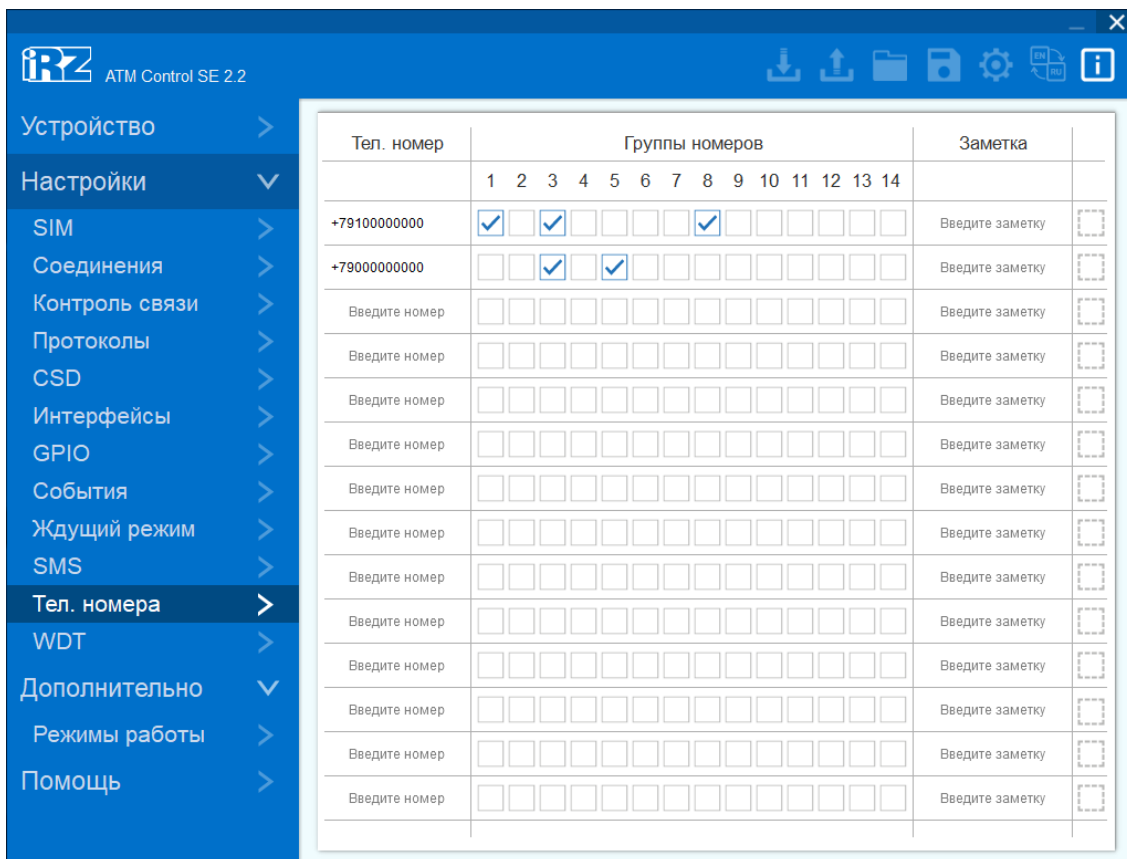 iRZ ATM Control SE 2.2
EN
RU
i
Устройство
Настройки
SIM
Соединения
Контроль связи
Протоколы
CSD
Интерфейсы
GPIO
События
Ждущий режим
SMS
Тел. номера
WDT
Дополнительно
Режимы работы
Помощь
Тел. номер Группы номеров Заметка
1 2 3 4 5 6 7 8 9 10 11 12 13 14
+79100000000 Введите заметку
+79000000000 Введите заметку
Введите номер Введите заметку
Введите номер Введите заметку
Введите номер Введите заметку
Введите номер Введите заметку
Введите номер Введите заметку
Введите номер Введите заметку
Введите номер Введите заметку
Введите номер Введите заметку
Введите номер Введите заметку
Введите номер Введите заметку
Введите номер Введите заметку
Введите номер Введите заметку